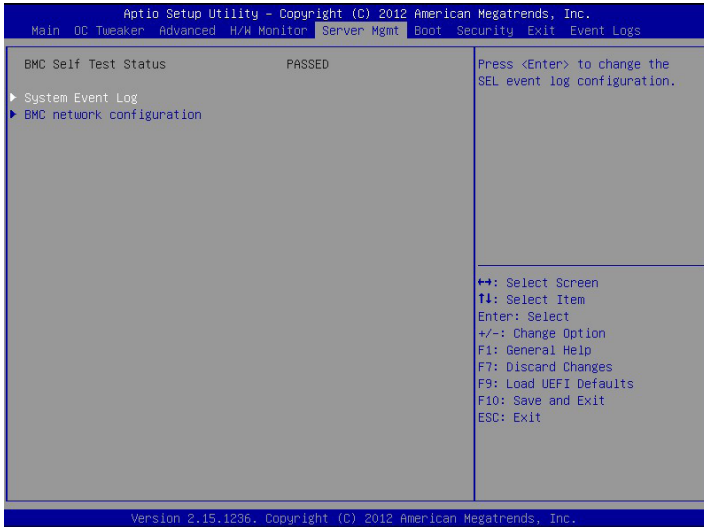 Aptio Setup Utility – Copyright (C) 2012 American Megatrends, Inc.
Main OC Tweaker Advanced H/W Monitor Server Mgmt Boot Security Exit Event Logs
BMC Self Test Status PASSED
▶ System Event Log
▶ BMC network configuration
Press <Enter> to change the
SEL event log configuration.
↔: Select Screen
↑↓: Select Item
Enter: Select
+/-: Change Option
F1: General Help
F7: Discard Changes
F9: Load UEFI Defaults
F10: Save and Exit
ESC: Exit
Version 2.15.1236. Copyright (C) 2012 American Megatrends, Inc.